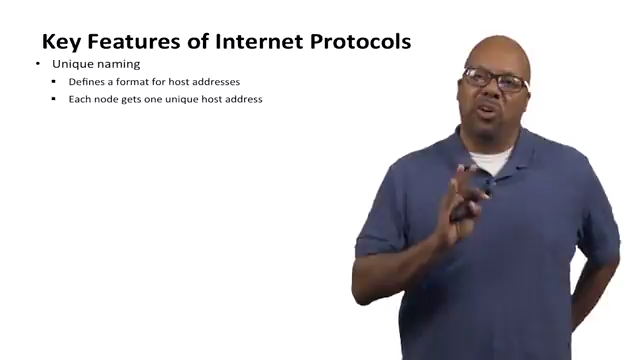 Key Features of Internet Protocols
• Unique naming
▪ Defines a format for host addresses
▪ Each node gets one unique host address